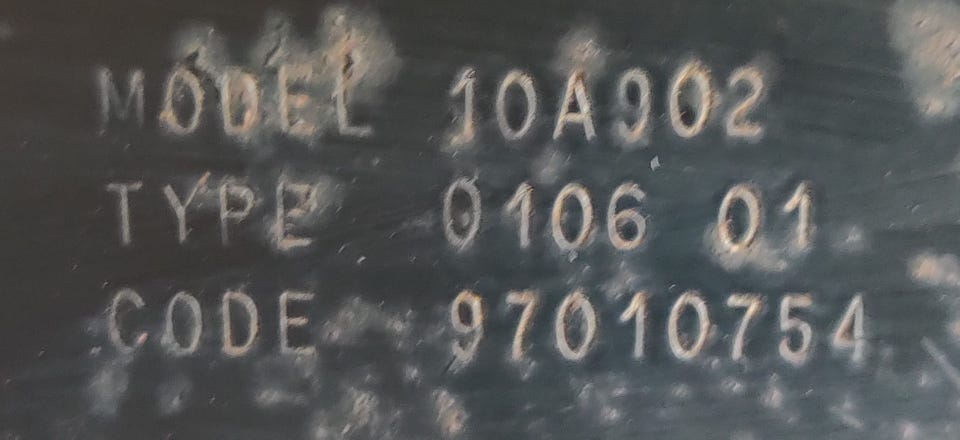 MODEL 10A902
TYPE 0106 01
CODE 97010754